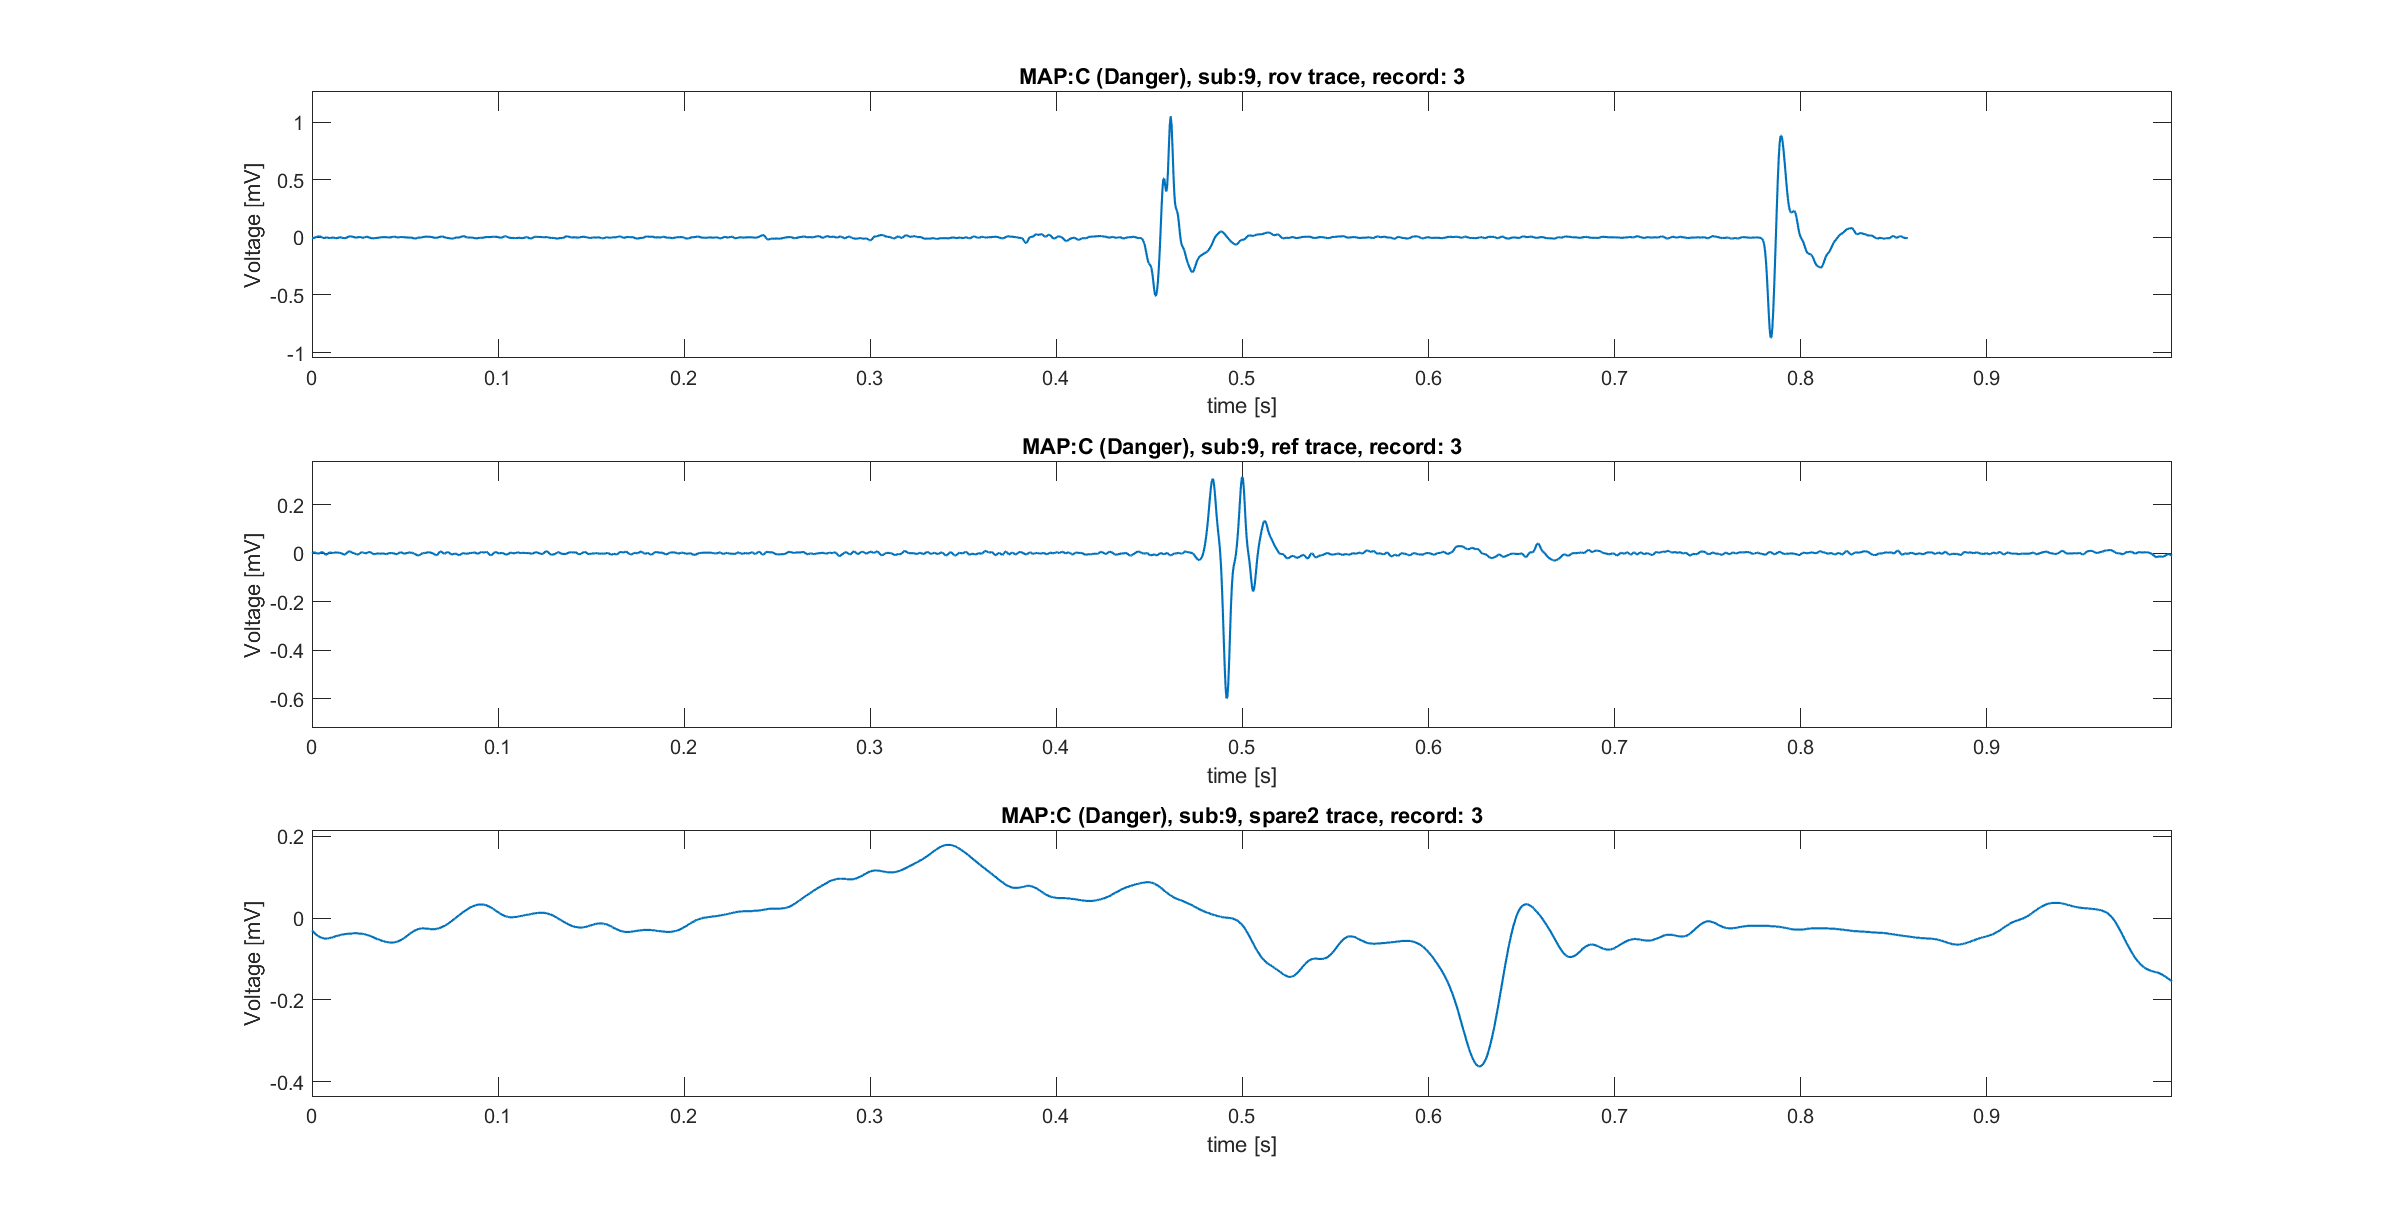 MAP:C (Danger), sub:9, rov trace, record: 3
Voltage [mV]
1
0.5
0
-0.5
-1
0 0.1 0.2 0.3 0.4 0.5 0.6 0.7 0.8 0.9
time [s]
MAP:C (Danger), sub:9, ref trace, record: 3
Voltage [mV]
0.2
0
-0.2
-0.4
-0.6
0 0.1 0.2 0.3 0.4 0.5 0.6 0.7 0.8 0.9
time [s]
MAP:C (Danger), sub:9, spare2 trace, record: 3
Voltage [mV]
0.2
0
-0.2
-0.4
0 0.1 0.2 0.3 0.4 0.5 0.6 0.7 0.8 0.9
time [s]